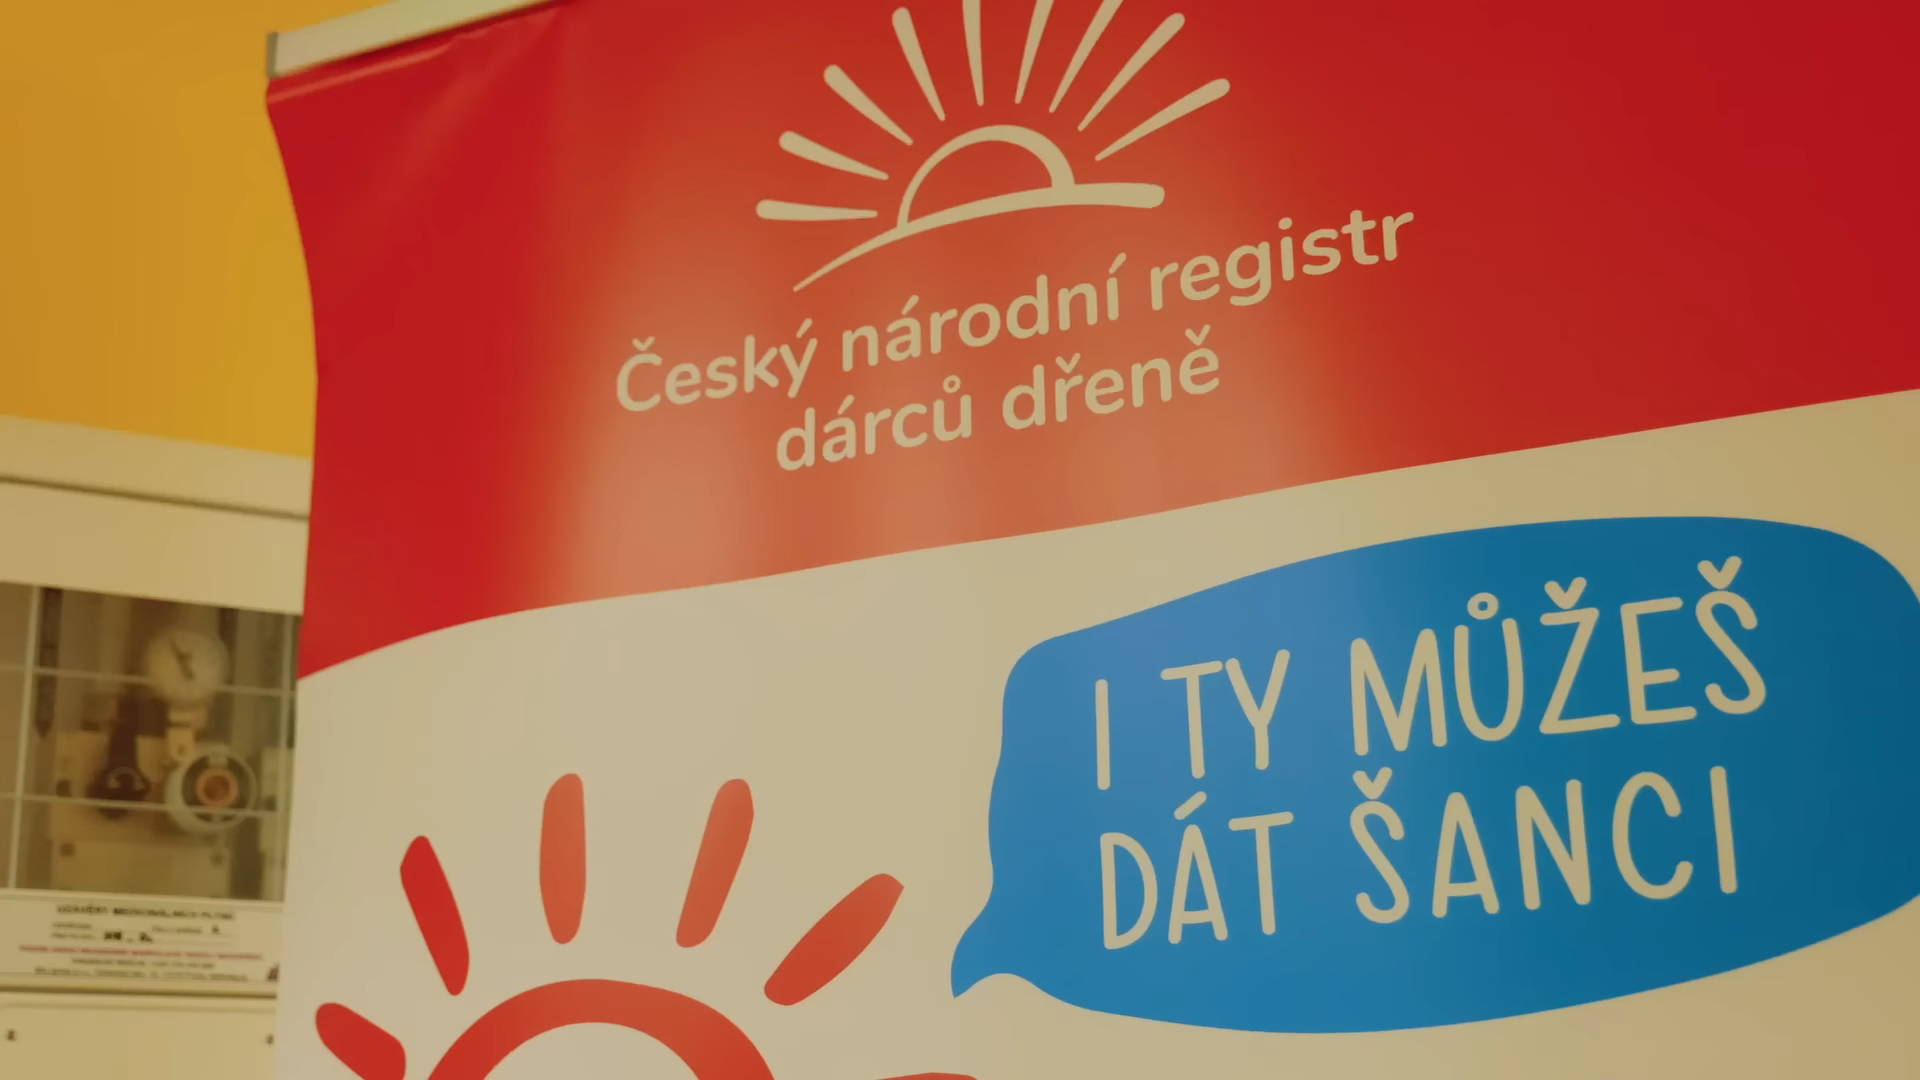 Český národní registr
dárců dřeně
I TY MŮŽEŠ
DÁT ŠANCI